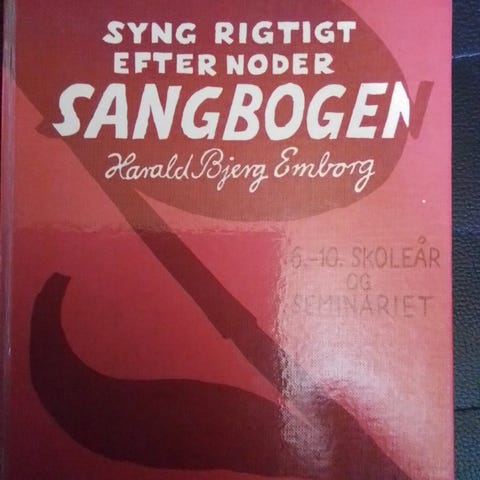 SYNG RIGTIGT
EFTER NODER
SANGBOGEN
Harald Bjerg Emborg
6.-10. SKOLEÅR
OG
SEMINARIET